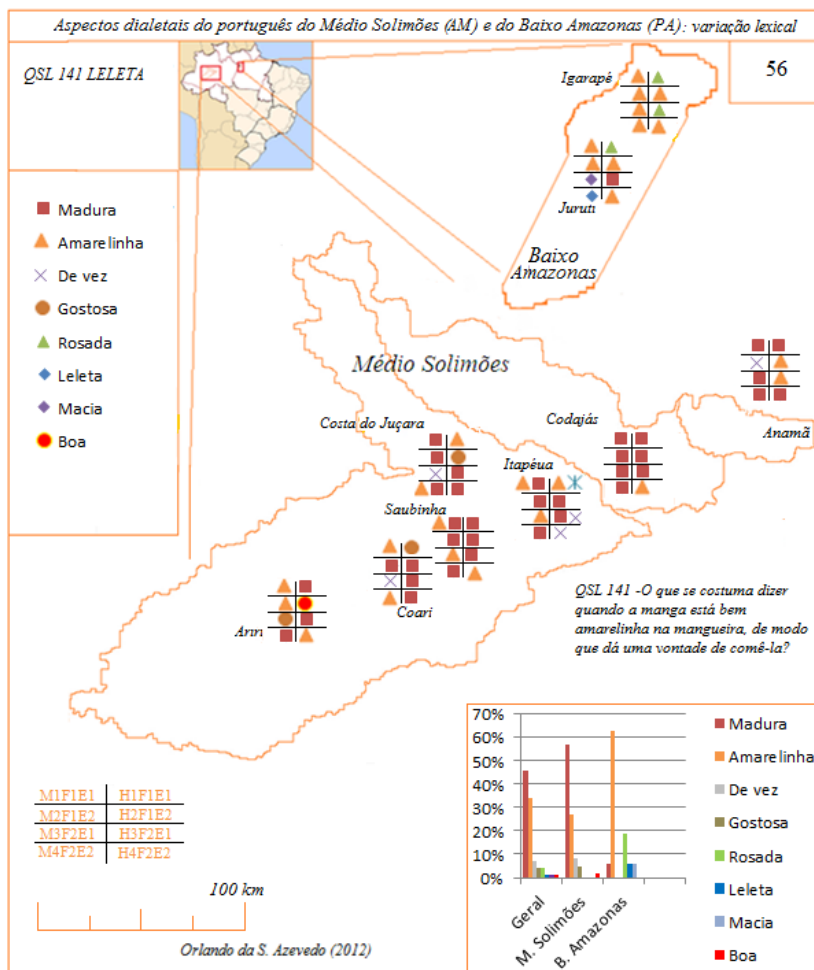 Aspectos dialetais do português do Médio Solimões (AM) e do Baixo Amazonas (PA): variação lexical
QSL 141 LELETA
56
Igarapé
Juruti
Baixo
Amazonas
Madura
Amarelinha
De vez
Gostosa
Rosada
Leleta
Macia
Boa
Médio Solimões
Costa do Juçara
Codajás
Anamã
Itapéua
Saubinha
Coari
Ariri
QSL 141 -O que se costuma dizer
quando a manga está bem
amarelinha na mangueira, de modo
que dá uma vontade de comê-la?
M1F1E1 H1F1E1
M2F1E2 H2F1E2
M3F2E1 H3F2E1
M4F2E2 H4F2E2
100 km
Orlando da S. Azevedo (2012)
70%
60%
50%
40%
30%
20%
10%
0%
Geral
M. Solimões
B. Amazonas
Madura
Amarelinha
De vez
Gostosa
Rosada
Leleta
Macia
Boa